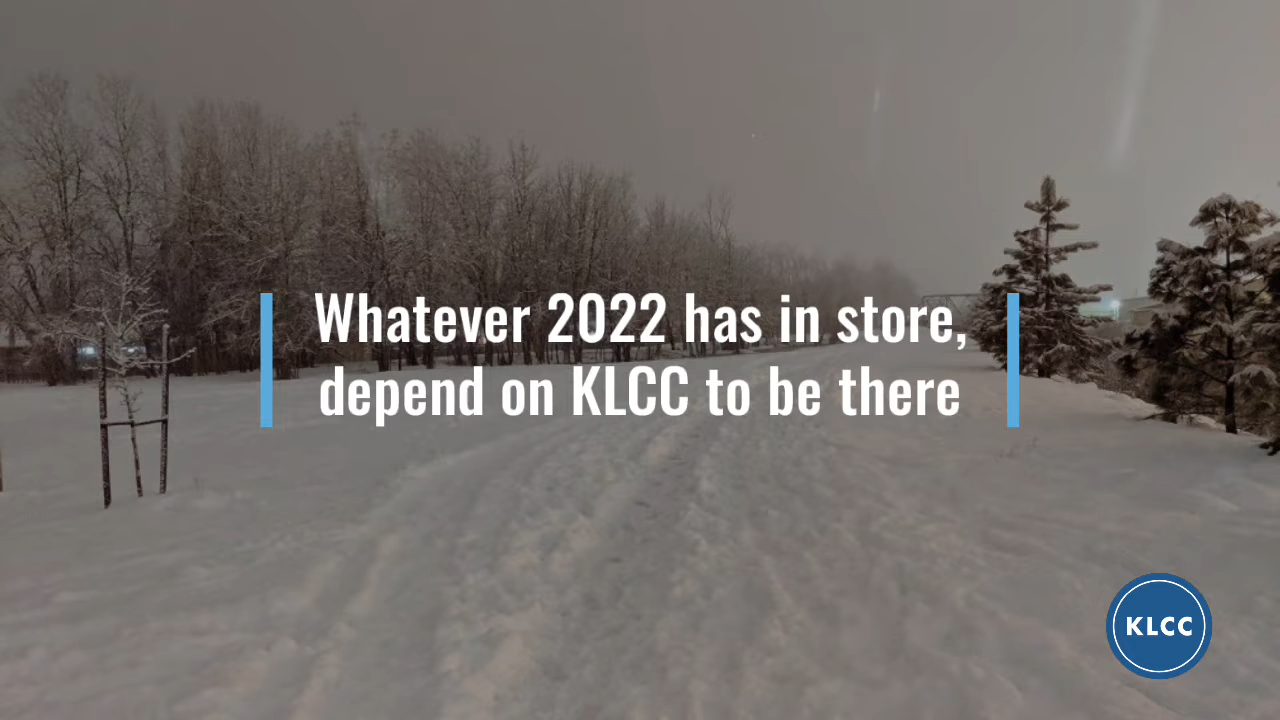 Whatever 2022 has in store,
depend on KLCC to be there
KLCC